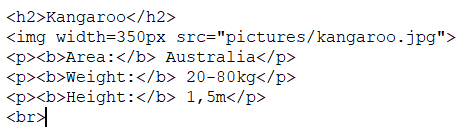 <h2>Kangaroo</h2>
<img width=350px src="pictures/kangaroo.jpg">
<p><b>Area:</b> Australia</p>
<p><b>Weight:</b> 20-80kg</p>
<p><b>Height:</b> 1,5m</p>
<br>